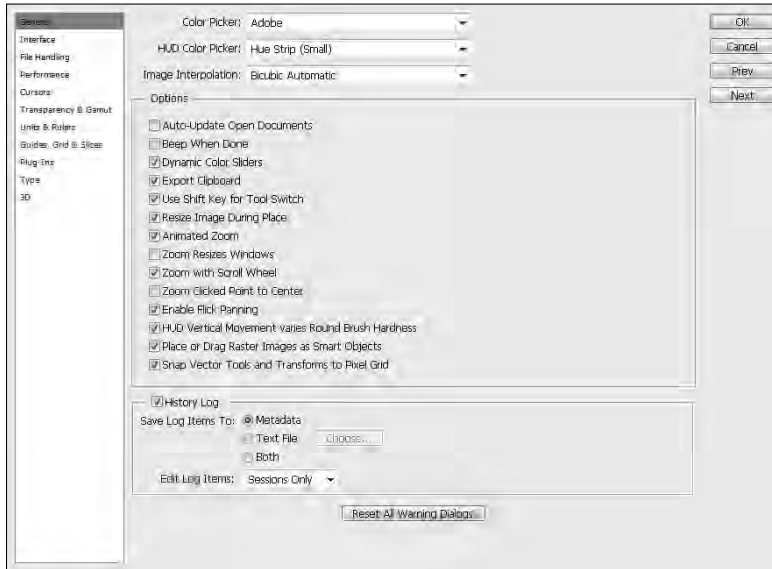 General
Interface
File Handling
Performance
Cursors
Transparency & Gamut
Units & Rulers
Guides, Grid & Slices
Plug-Ins
Type
3D
Color Picker: Adobe
HUD Color Picker: Hue Strip (Small)
Image Interpolation: Bicubic Automatic
Options
Auto-Update Open Documents
Beep When Done
Dynamic Color Sliders
Export Clipboard
Use Shift Key for Tool Switch
Resize Image During Place
Animated Zoom
Zoom Resizes Windows
Zoom with Scroll Wheel
Zoom Clicked Point to Center
Enable Flick Panning
HUD Vertical Movement varies Round Brush Hardness
Place or Drag Raster Images as Smart Objects
Snap Vector Tools and Transforms to Pixel Grid
History Log
Save Log Items To: Metadata
Text File Choose...
Both
Edit Log Items: Sessions Only
Reset All Warning Dialogs
OK
Cancel
Prev
Next